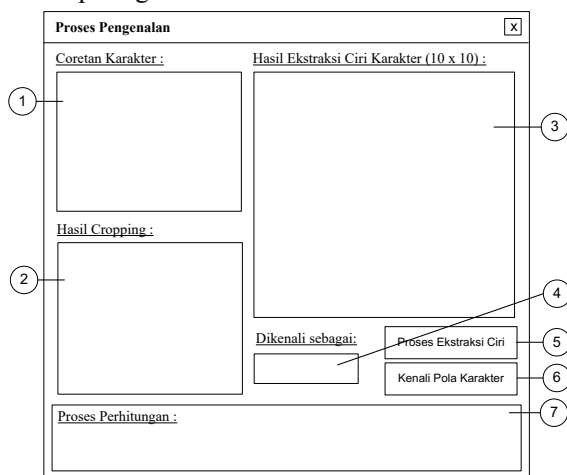 Proses Pengenalan X
Coretan Karakter : Hasil Ekstraksi Ciri Karakter (10 x 10) :
1
3
Hasil Cropping :
2
4
Dikenali sebagai: Proses Ekstraksi Ciri 5
Kenali Pola Karakter 6
Proses Perhitungan : 7